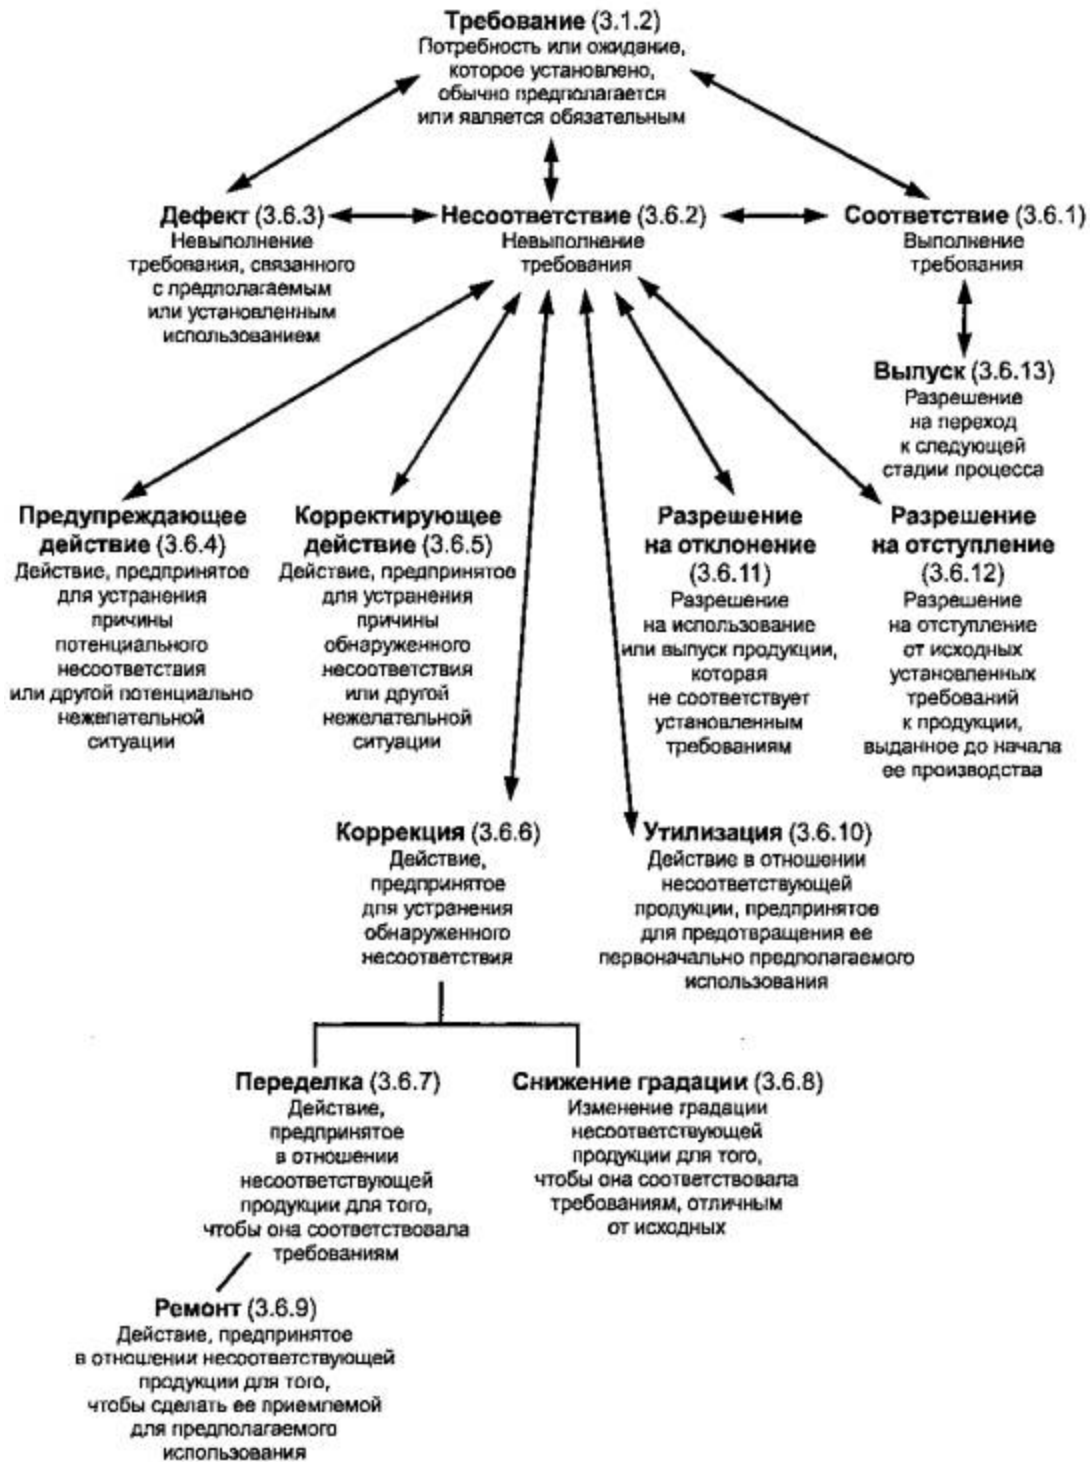 Требование (3.1.2)
Потребность или ожидание,
которое установлено,
обычно предполагается
или является обязательным
Дефект (3.6.3)
Невыполнение
требования, связанного
с предполагаемым
или установленным
использованием
Несоответствие (3.6.2)
Невыполнение
требования
Соответствие (3.6.1)
Выполнение
требования
Выпуск (3.6.13)
Разрешение
на переход
к следующей
стадии процесса
Предупреждающее
действие (3.6.4)
Действие, предпринятое
для устранения
причины
потенциального
несоответствия
или другой потенциально
нежелательной
ситуации
Корректирующее
действие (3.6.5)
Действие, предпринятое
для устранения
причины
обнаруженного
несоответствия
или другой
нежелательной
ситуации
Разрешение
на отклонение
(3.6.11)
Разрешение
на использование
или выпуск продукции,
которая
не соответствует
установленным
требованиям
Разрешение
на отступление
(3.6.12)
Разрешение
на отступление
от исходных
установленных
требований
к продукции,
выданное до начала
ее производства
Коррекция (3.6.6)
Действие,
предпринятое
для устранения
обнаруженного
несоответствия
Утилизация (3.6.10)
Действие в отношении
несоответствующей
продукции, предпринятое
для предотвращения ее
первоначально предполагаемого
использования
Переделка (3.6.7)
Действие,
предпринятое
в отношении
несоответствующей
продукции для того,
чтобы она соответствовала
требованиям
Снижение градации (3.6.8)
Изменение градации
несоответствующей
продукции для того,
чтобы она соответствовала
требованиям, отличным
от исходных
Ремонт (3.6.9)
Действие, предпринятое
в отношении несоответствующей
продукции для того,
чтобы сделать ее приемлемой
для предполагаемого
использования